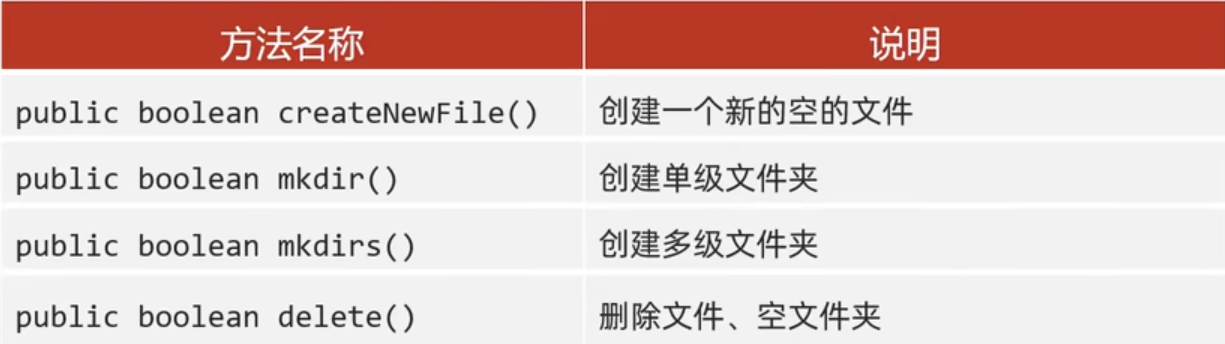 方法名称 说明
public boolean createNewFile() 创建一个新的空的文件
public boolean mkdir() 创建单级文件夹
public boolean mkdirs() 创建多级文件夹
public boolean delete() 删除文件、空文件夹